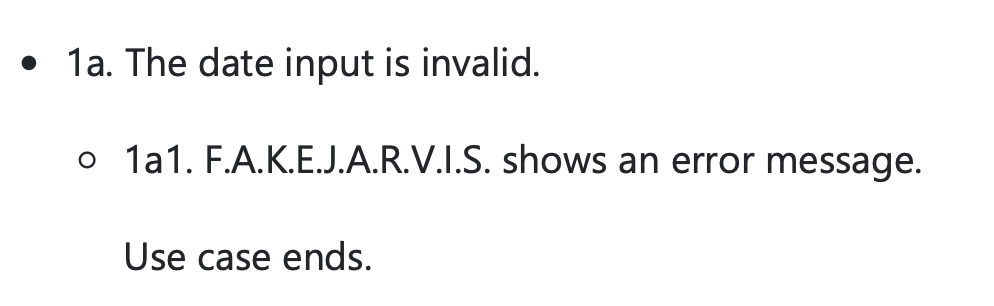 • 1a. The date input is invalid.
○ 1a1. F.A.K.E.J.A.R.V.I.S. shows an error message.
Use case ends.